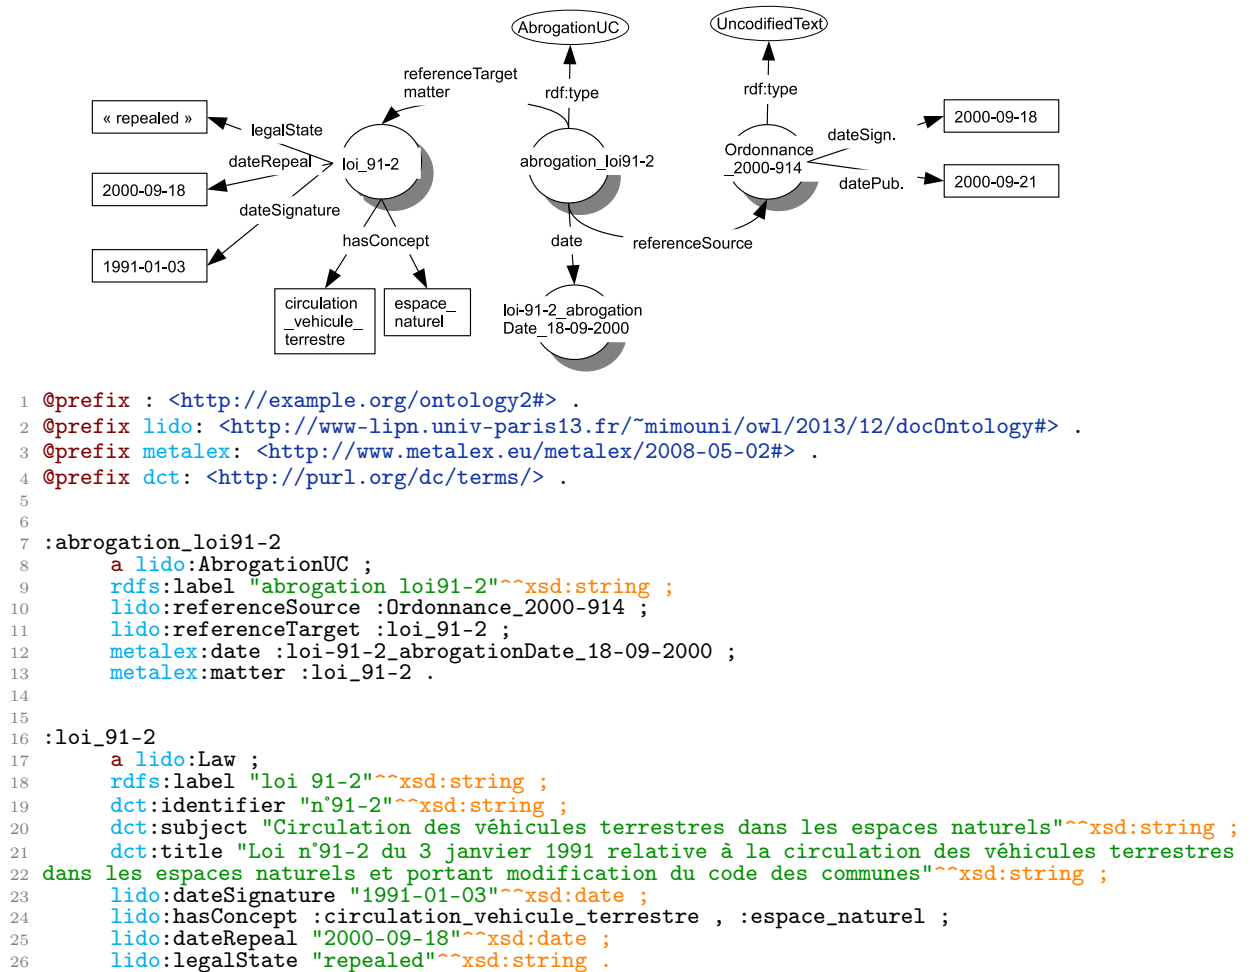 AbrogationUC
UncodifiedText
referenceTarget
matter
rdf:type
rdf:type
« repealed »
legalState
dateRepeal
2000-09-18
dateSignature
1991-01-03
loi_91-2
abrogation_loi91-2
Ordonnance
_2000-914
dateSign.
2000-09-18
datePub.
2000-09-21
hasConcept
date
referenceSource
circulation
_vehicule_
terrestre
espace_
naturel
loi-91-2_abrogation
Date_18-09-2000
1 @prefix : <http://example.org/ontology2#> .
2 @prefix lido: <http://www-lipn.univ-paris13.fr/~mimouni/owl/2013/12/docOntology#> .
3 @prefix metalex: <http://www.metalex.eu/metalex/2008-05-02#> .
4 @prefix dct: <http://purl.org/dc/terms/> .
5
6
7 :abrogation_loi91-2
8 a lido:AbrogationUC ;
9 rdfs:label "abrogation loi91-2"^^xsd:string ;
10 lido:referenceSource :Ordonnance_2000-914 ;
11 lido:referenceTarget :loi_91-2 ;
12 metalex:date :loi-91-2_abrogationDate_18-09-2000 ;
13 metalex:matter :loi_91-2 .
14
15
16 :loi_91-2
17 a lido:Law ;
18 rdfs:label "loi 91-2"^^xsd:string ;
19 dct:identifier "n°91-2"^^xsd:string ;
20 dct:subject "Circulation des véhicules terrestres dans les espaces naturels"^^xsd:string ;
21 dct:title "Loi n°91-2 du 3 janvier 1991 relative à la circulation des véhicules terrestres
22 dans les espaces naturels et portant modification du code des communes"^^xsd:string ;
23 lido:dateSignature "1991-01-03"^^xsd:date ;
24 lido:hasConcept :circulation_vehicule_terrestre , :espace_naturel ;
25 lido:dateRepeal "2000-09-18"^^xsd:date ;
26 lido:legalState "repealed"^^xsd:string .